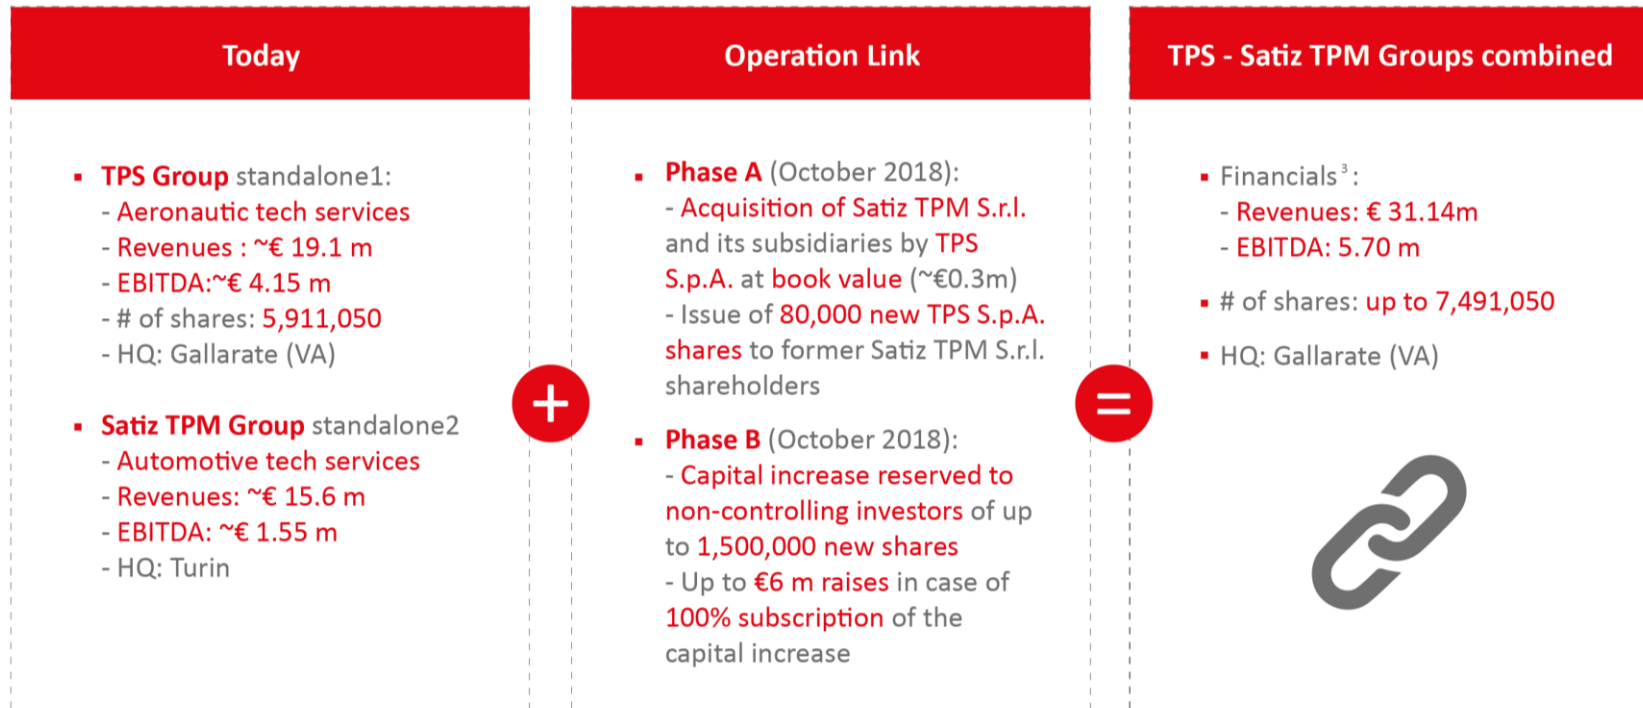 Today
▪ TPS Group standalone1:
- Aeronautic tech services
- Revenues : ~€ 19.1 m
- EBITDA:~€ 4.15 m
- # of shares: 5,911,050
- HQ: Gallarate (VA)
▪ Satiz TPM Group standalone2
- Automotive tech services
- Revenues: ~€ 15.6 m
- EBITDA: ~€ 1.55 m
- HQ: Turin
+
Operation Link
▪ Phase A (October 2018):
- Acquisition of Satiz TPM S.r.l.
and its subsidiaries by TPS
S.p.A. at book value (~€0.3m)
- Issue of 80,000 new TPS S.p.A.
shares to former Satiz TPM S.r.l.
shareholders
▪ Phase B (October 2018):
- Capital increase reserved to
non-controlling investors of up
to 1,500,000 new shares
- Up to €6 m raises in case of
100% subscription of the
capital increase
=
TPS - Satiz TPM Groups combined
▪ Financials³:
- Revenues: € 31.14m
- EBITDA: 5.70 m
▪ # of shares: up to 7,491,050
▪ HQ: Gallarate (VA)